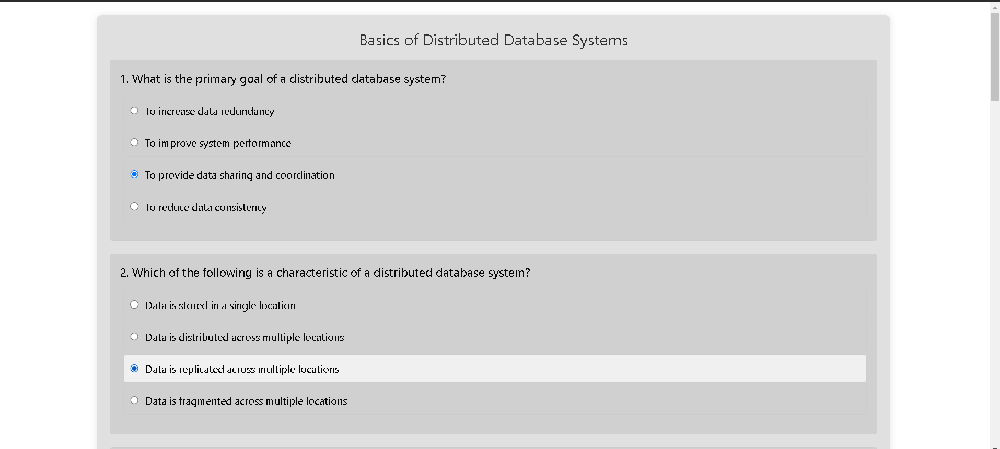 Basics of Distributed Database Systems
1. What is the primary goal of a distributed database system?
To increase data redundancy
To improve system performance
To provide data sharing and coordination
To reduce data consistency
2. Which of the following is a characteristic of a distributed database system?
Data is stored in a single location
Data is distributed across multiple locations
Data is replicated across multiple locations
Data is fragmented across multiple locations